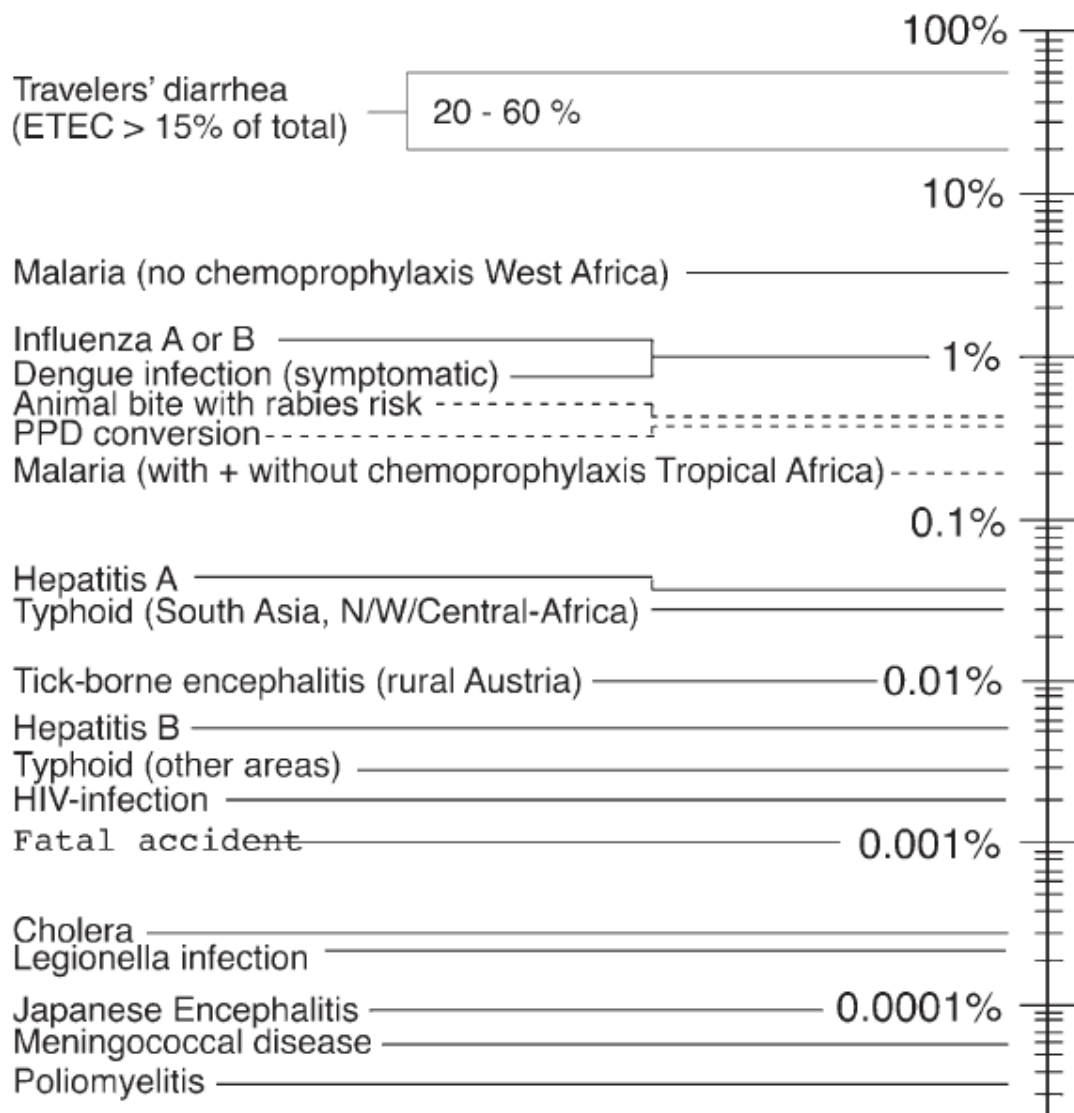 100%
Travelers’ diarrhea
(ETEC > 15% of total)
20 - 60 %
10%
Malaria (no chemoprophylaxis West Africa)
Influenza A or B
1%
Dengue infection (symptomatic)
Animal bite with rabies risk
PPD conversion
Malaria (with + without chemoprophylaxis Tropical Africa)
0.1%
Hepatitis A
Typhoid (South Asia, N/W/Central-Africa)
Tick-borne encephalitis (rural Austria)
0.01%
Hepatitis B
Typhoid (other areas)
HIV-infection
Fatal accident
0.001%
Cholera
Legionella infection
Japanese Encephalitis
0.0001%
Meningococcal disease
Poliomyelitis